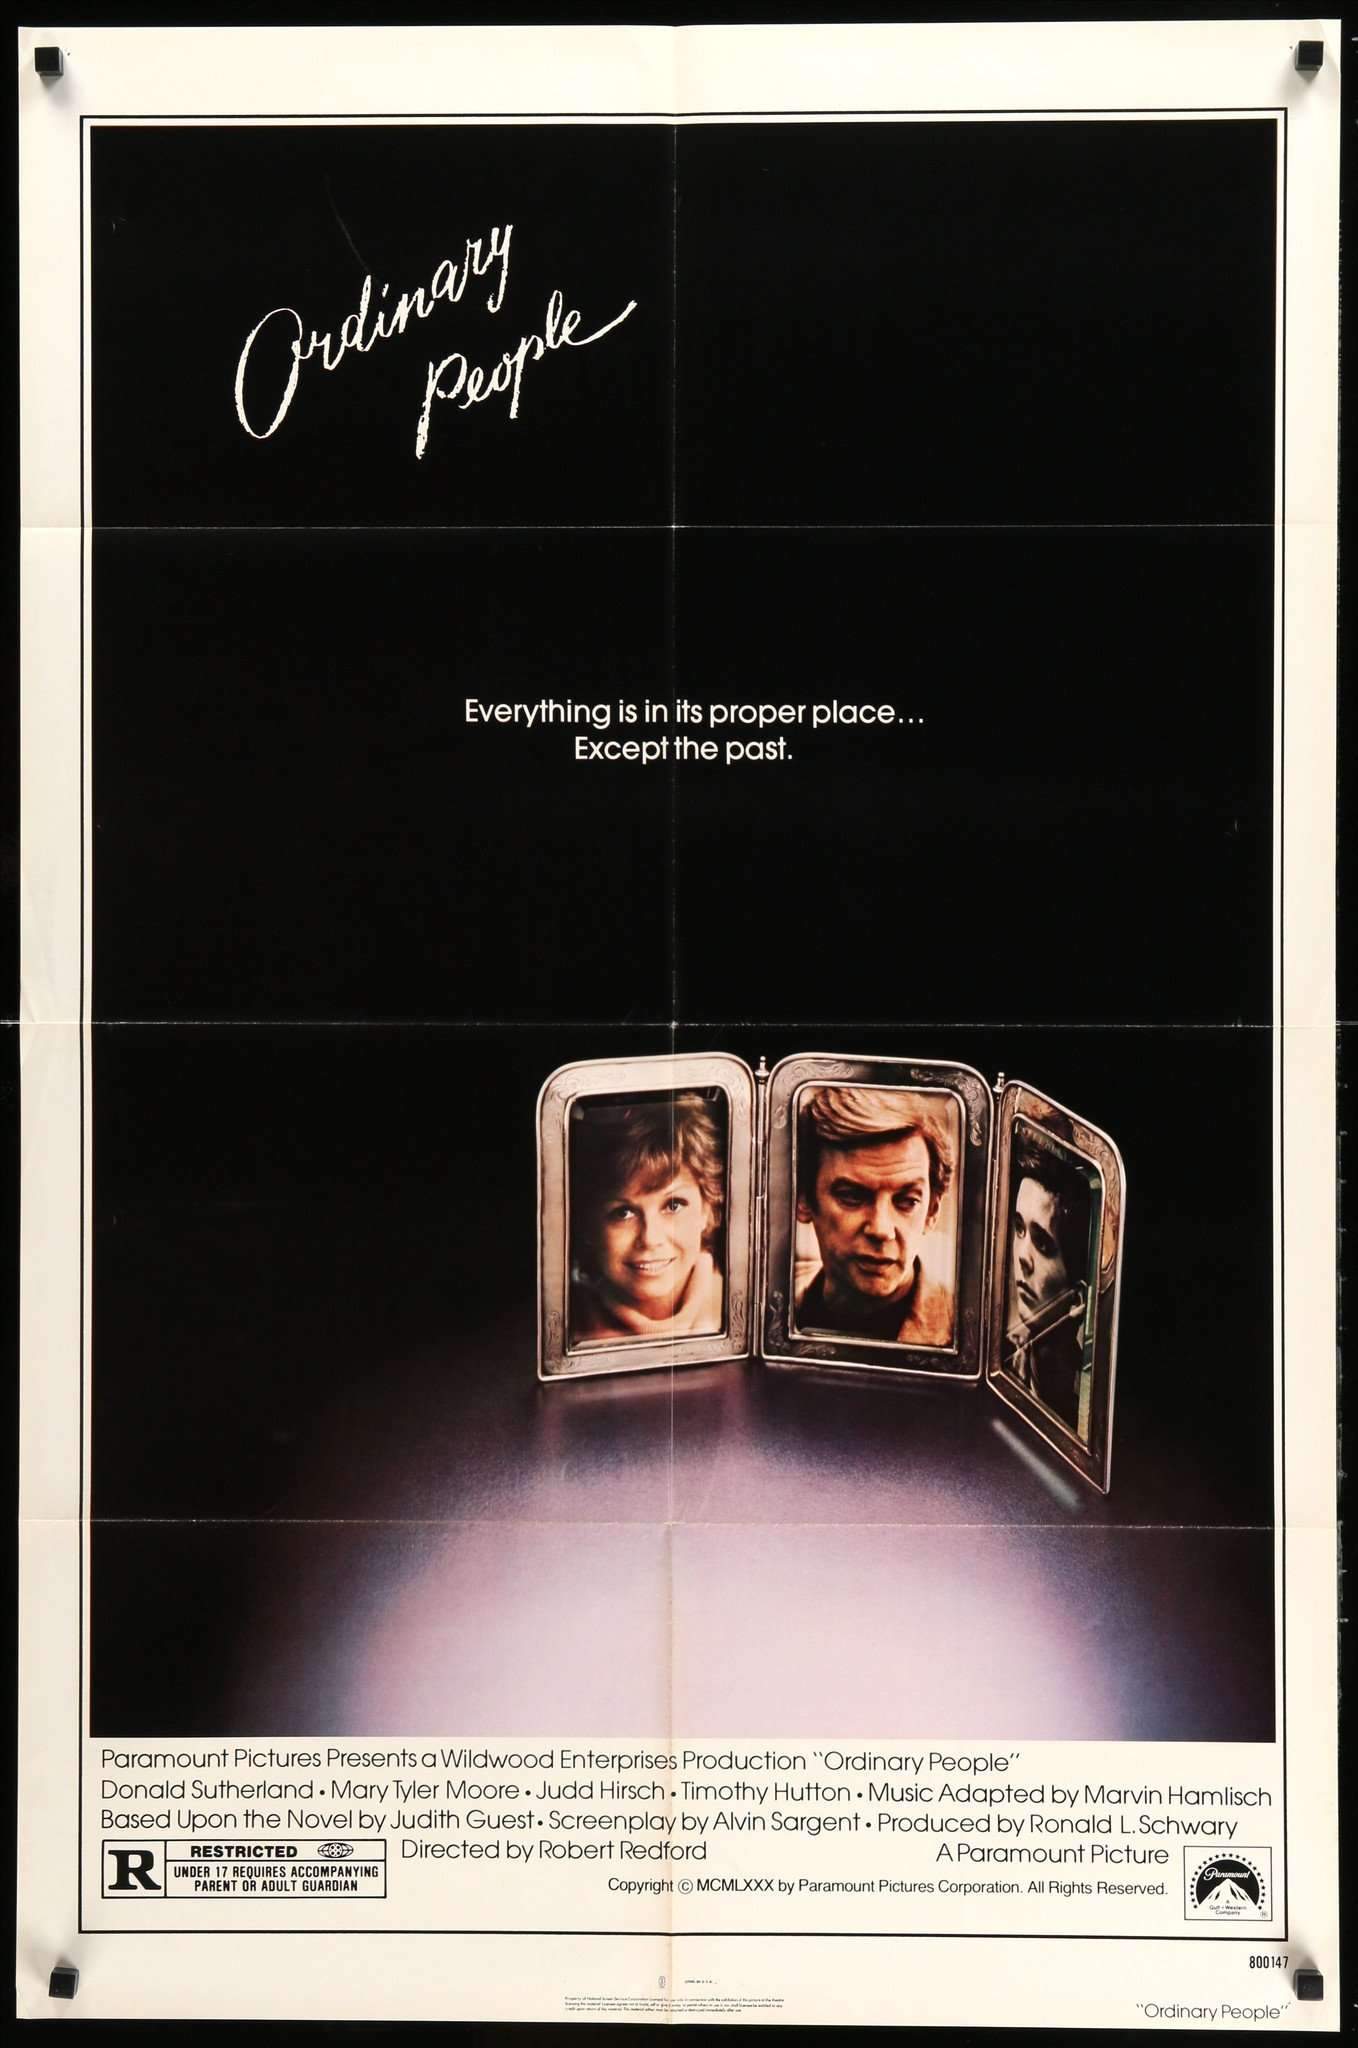 Ordinary
People
Everything is in its proper place...
Except the past.
Paramount Pictures Presents a Wildwood Enterprises Production "Ordinary People"
Donald Sutherland • Mary Tyler Moore • Judd Hirsch • Timothy Hutton • Music Adapted by Marvin Hamlisch
Based Upon the Novel by Judith Guest • Screenplay by Alvin Sargent • Produced by Ronald L. Schwary
Directed by Robert Redford
A Paramount Picture
R
RESTRICTED
UNDER 17 REQUIRES ACCOMPANYING
PARENT OR ADULT GUARDIAN
Copyright © MCMLXXX by Paramount Pictures Corporation. All Rights Reserved.
Paramount
A
Gulf + Western
Company
800147
"Ordinary People"